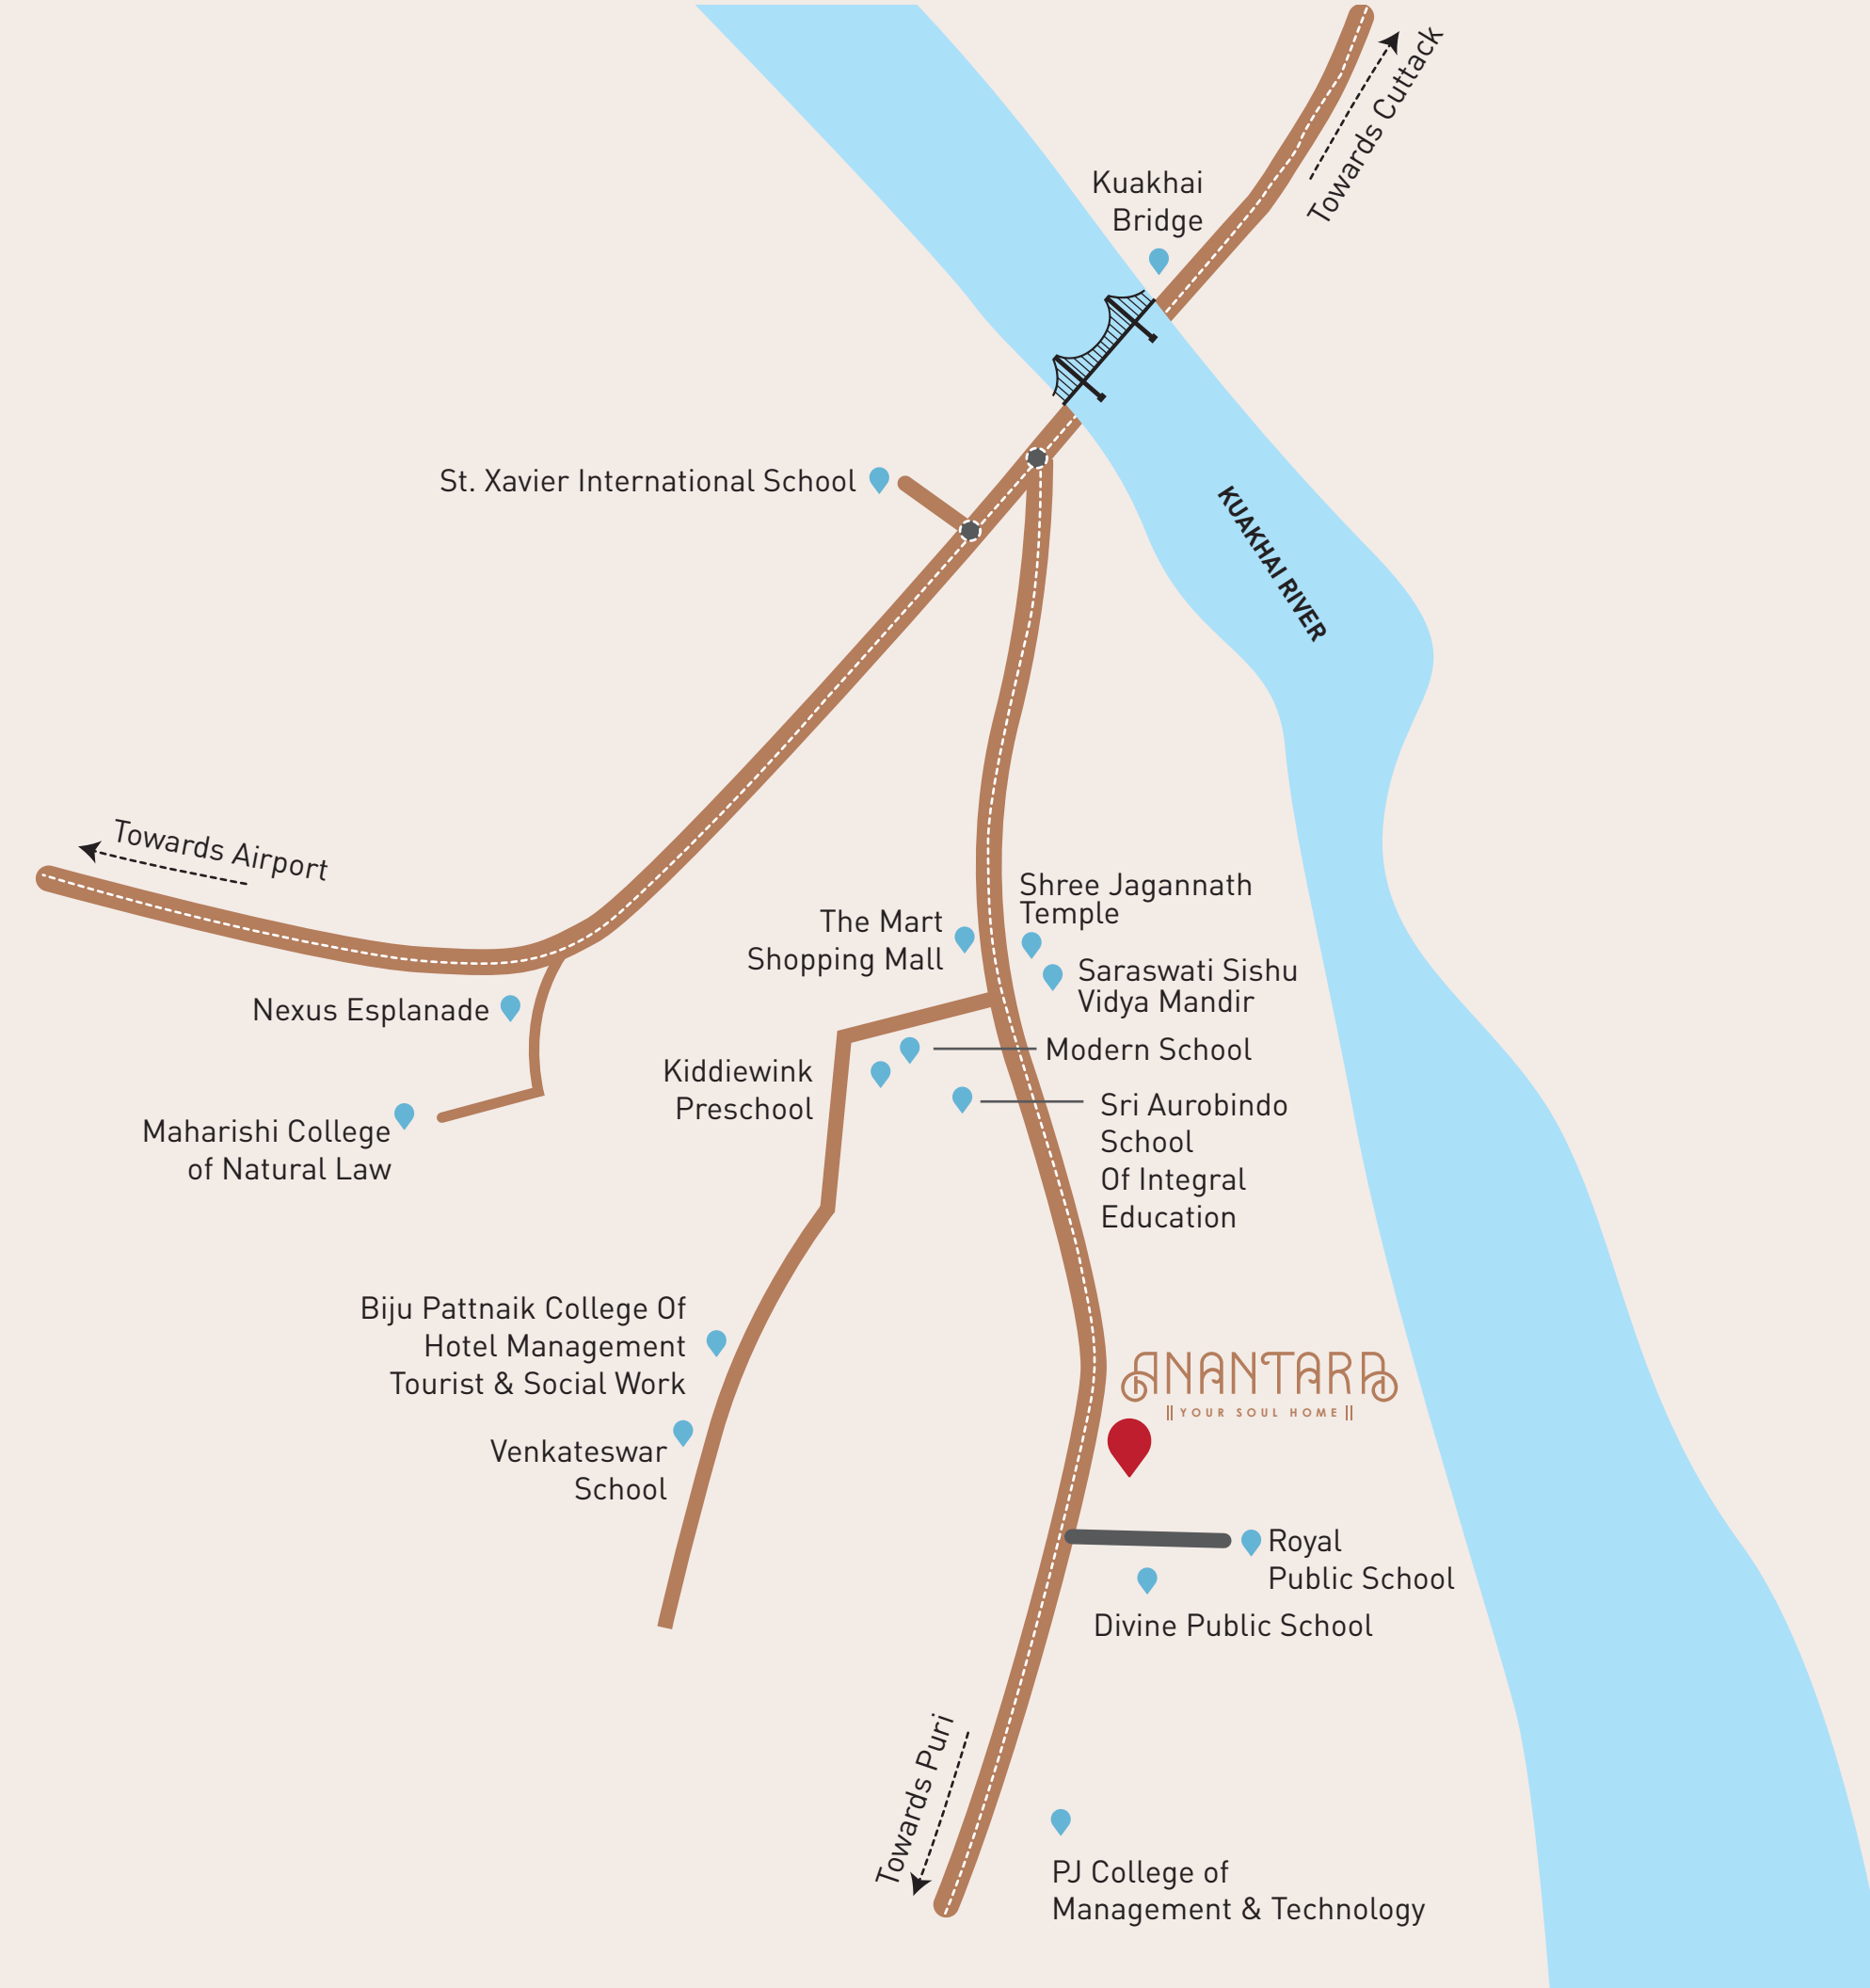 Towards Cuttack
Kuakhai
Bridge
St. Xavier International School
KUAKHAI RIVER
Towards Airport
Shree Jagannath
Temple
The Mart
Shopping Mall
Saraswati Sishu
Vidya Mandir
Nexus Esplanade
Modern School
Kiddiewink
Preschool
Sri Aurobindo
School
Of Integral
Education
Maharishi College
of Natural Law
Biju Pattnaik College Of
Hotel Management
Tourist & Social Work
ANANTARA
|| YOUR SOUL HOME ||
Venkateswar
School
Royal
Public School
Divine Public School
Towards Puri
PJ College of
Management & Technology